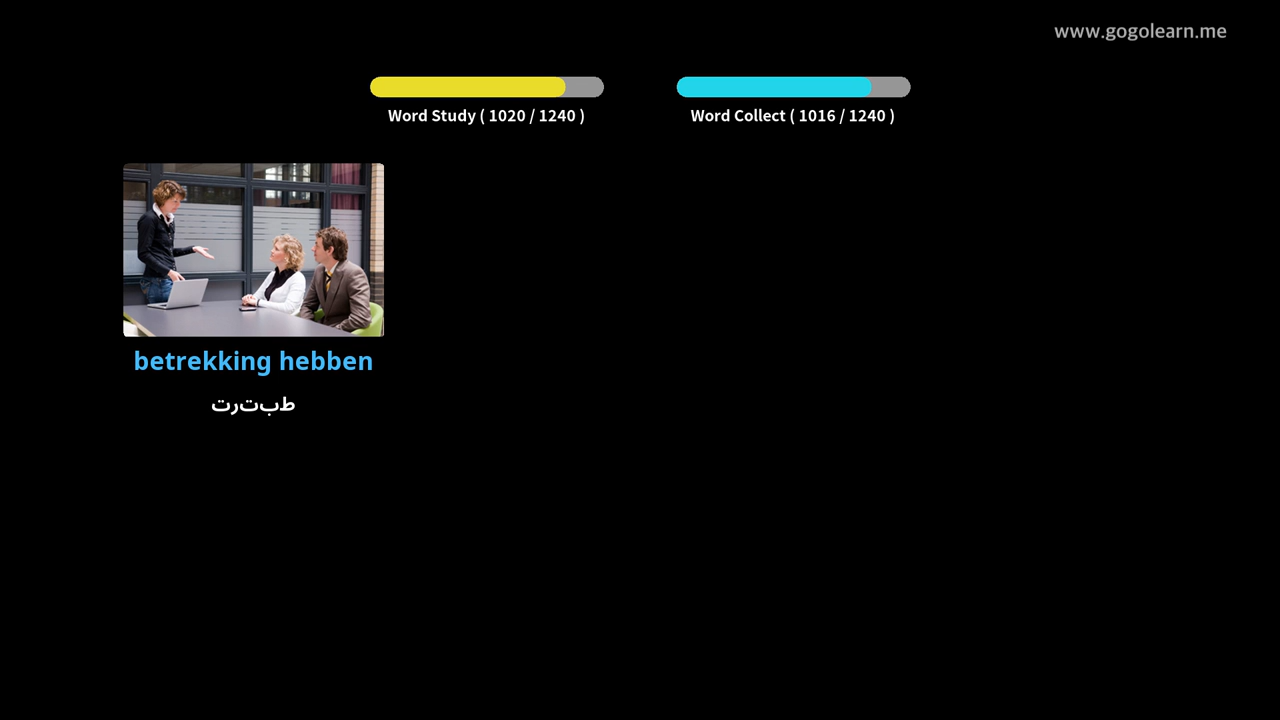 www.gogolearn.me
Word Study ( 1020 / 1240 )
Word Collect ( 1016 / 1240 )
betrekking hebben
طبترت